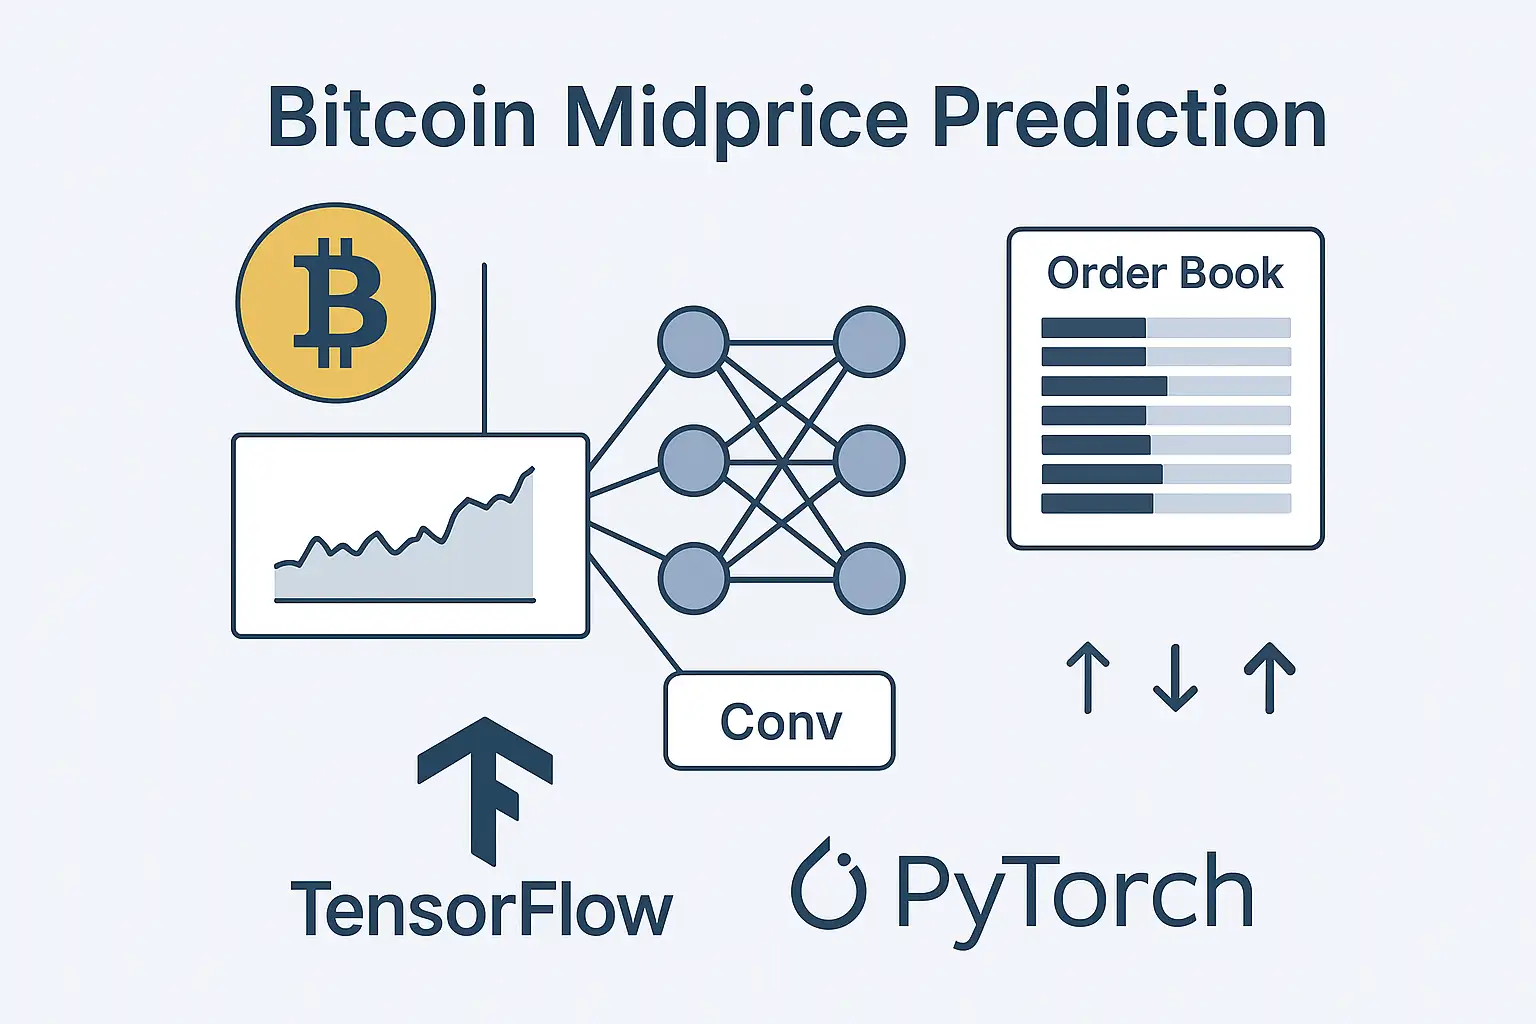 Bitcoin Midprice Prediction
Order Book
Conv
TensorFlow
PyTorch